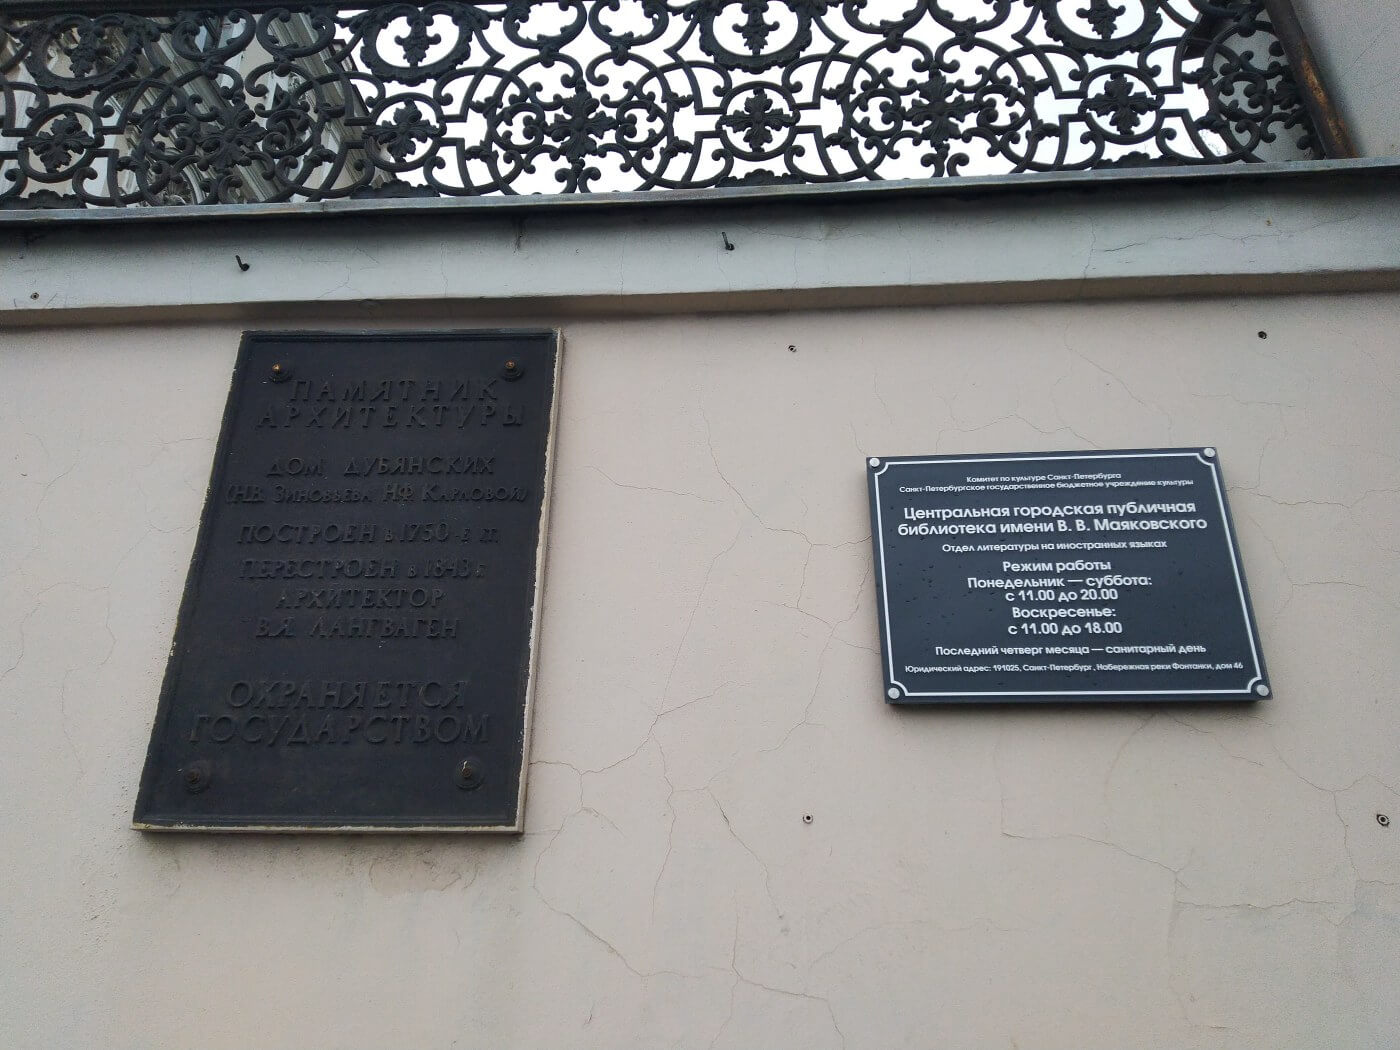 ПАМЯТНИК
АРХИТЕКТУРЫ
ДОМ ДУБЯНСКИХ
(Н.В. ЗИНОВЬЕВА Н.Ф. КАРЛОВОЙ)
ПОСТРОЕН в 1750-е гг.
ПЕРЕСТРОЕН в 1843 г.
АРХИТЕКТОР
В.Я. ЛАНГВАГЕН
ОХРАНЯЕТСЯ
ГОСУДАРСТВОМ
Комитет по культуре Санкт-Петербурга
Санкт-Петербургское государственное бюджетное учреждение культуры
Центральная городская публичная
библиотека имени В. В. Маяковского
Отдел литературы на иностранных языках
Режим работы
Понедельник — суббота:
с 11.00 до 20.00
Воскресенье:
с 11.00 до 18.00
Последний четверг месяца — санитарный день
Юридический адрес: 191025, Санкт-Петербург, Набережная реки Фонтанки, дом 46